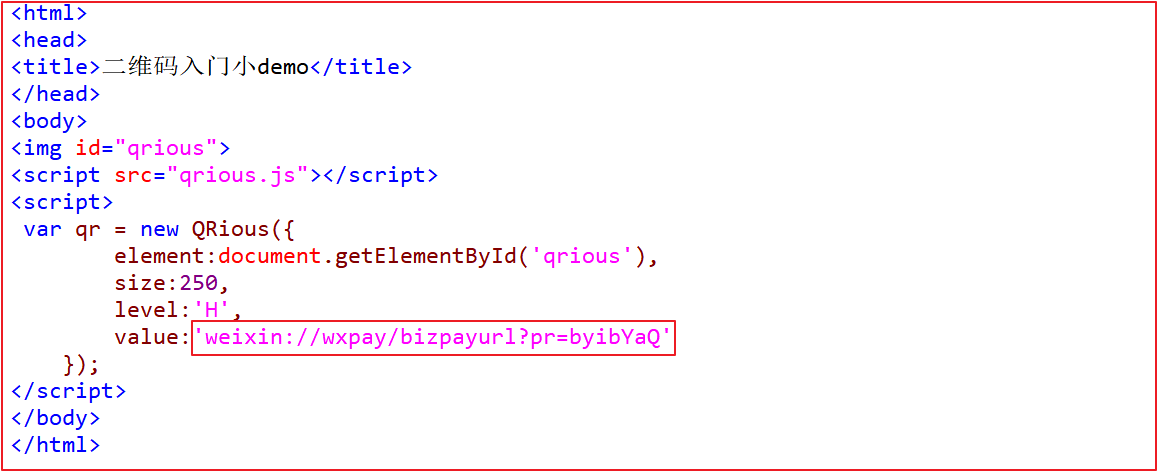 <html>
<head>
<title>二维码入门小demo</title>
</head>
<body>
<img id="qrious">
<script src="qrious.js"></script>
<script>
 var qr = new QRious({
        element:document.getElementById('qrious'),
        size:250,
        level:'H',
        value:'weixin://wxpay/bizpayurl?pr=byibYaQ'
    });
</script>
</body>
</html>